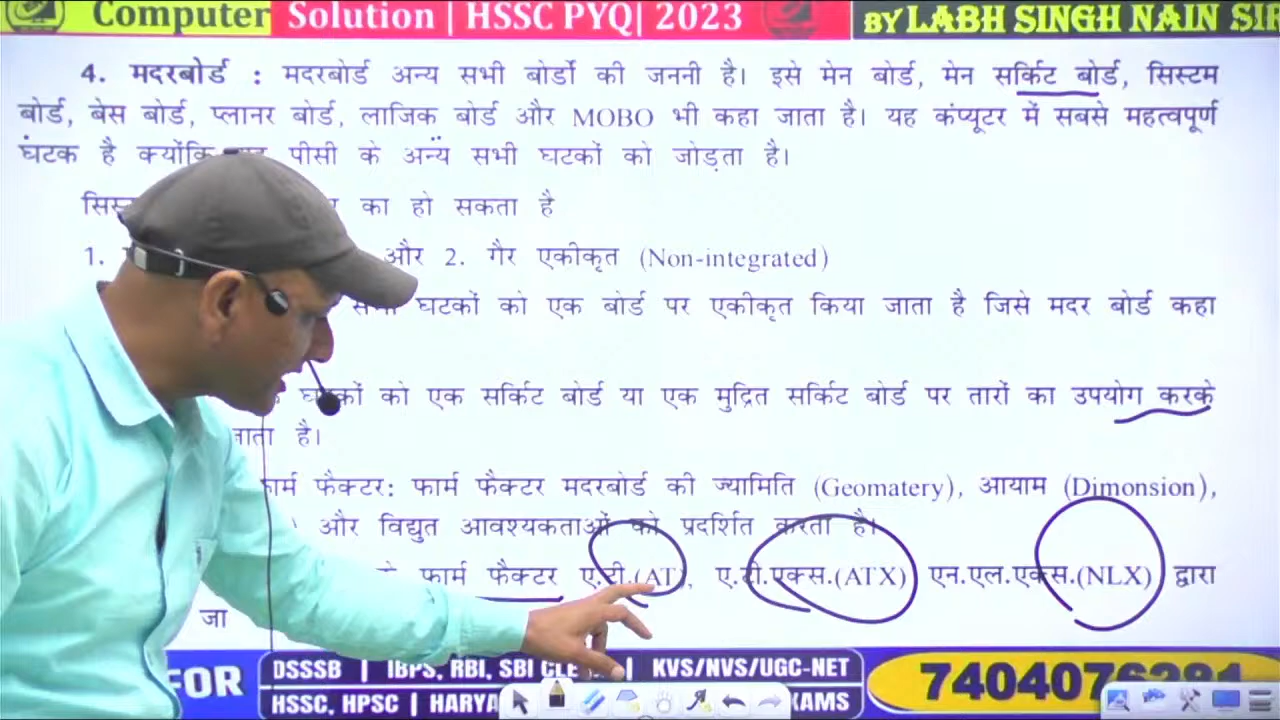 Computer Solution | HSSC PYQ| 2023 BY LABH SINGH NAIN SIR
4. मदरबोर्ड : मदरबोर्ड अन्य सभी बोर्डों की जननी है। इसे मेन बोर्ड, मेन सर्किट बोर्ड, सिस्टम
बोर्ड, बेस बोर्ड, प्लानर बोर्ड, लाजिक बोर्ड और MOBO भी कहा जाता है। यह कंप्यूटर में सबसे महत्वपूर्ण
घटक है क्योंकि पीसी के अन्य सभी घटकों को जोड़ता है।
का हो सकता है
1. और 2. गैर एकीकृत (Non-integrated)
घटकों को एक बोर्ड पर एकीकृत किया जाता है जिसे मदर बोर्ड कहा
को एक सर्किट बोर्ड या एक मुद्रित सर्किट बोर्ड पर तारों का उपयोग करके
जाता है।
फार्म फैक्टर: फार्म फैक्टर मदरबोर्ड की ज्यामिति (Geomatery), आयाम (Dimonsion),
और विद्युत आवश्यकताओं को प्रदर्शित करता है।
फार्म फैक्टर ए.टी.(AT), ए.टी.एक्स.(ATX) एन.एल.एक्स.(NLX) द्वारा
जा
FOR DSSSB | IBPS, RBI, SBI CLE | KVS/NVS/UGC-NET
HSSC, HPSC | HARYA XAMS